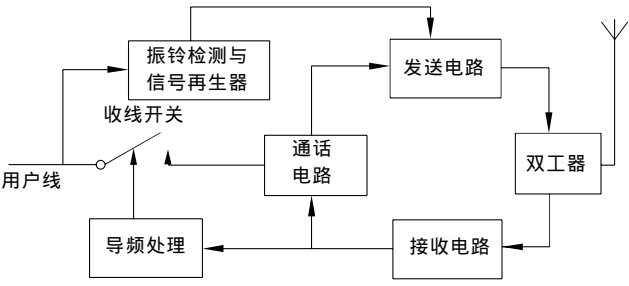 振铃检测与
信号再生器
发送电路
收线开关
通话
电路
双工器
用户线
导频处理
接收电路